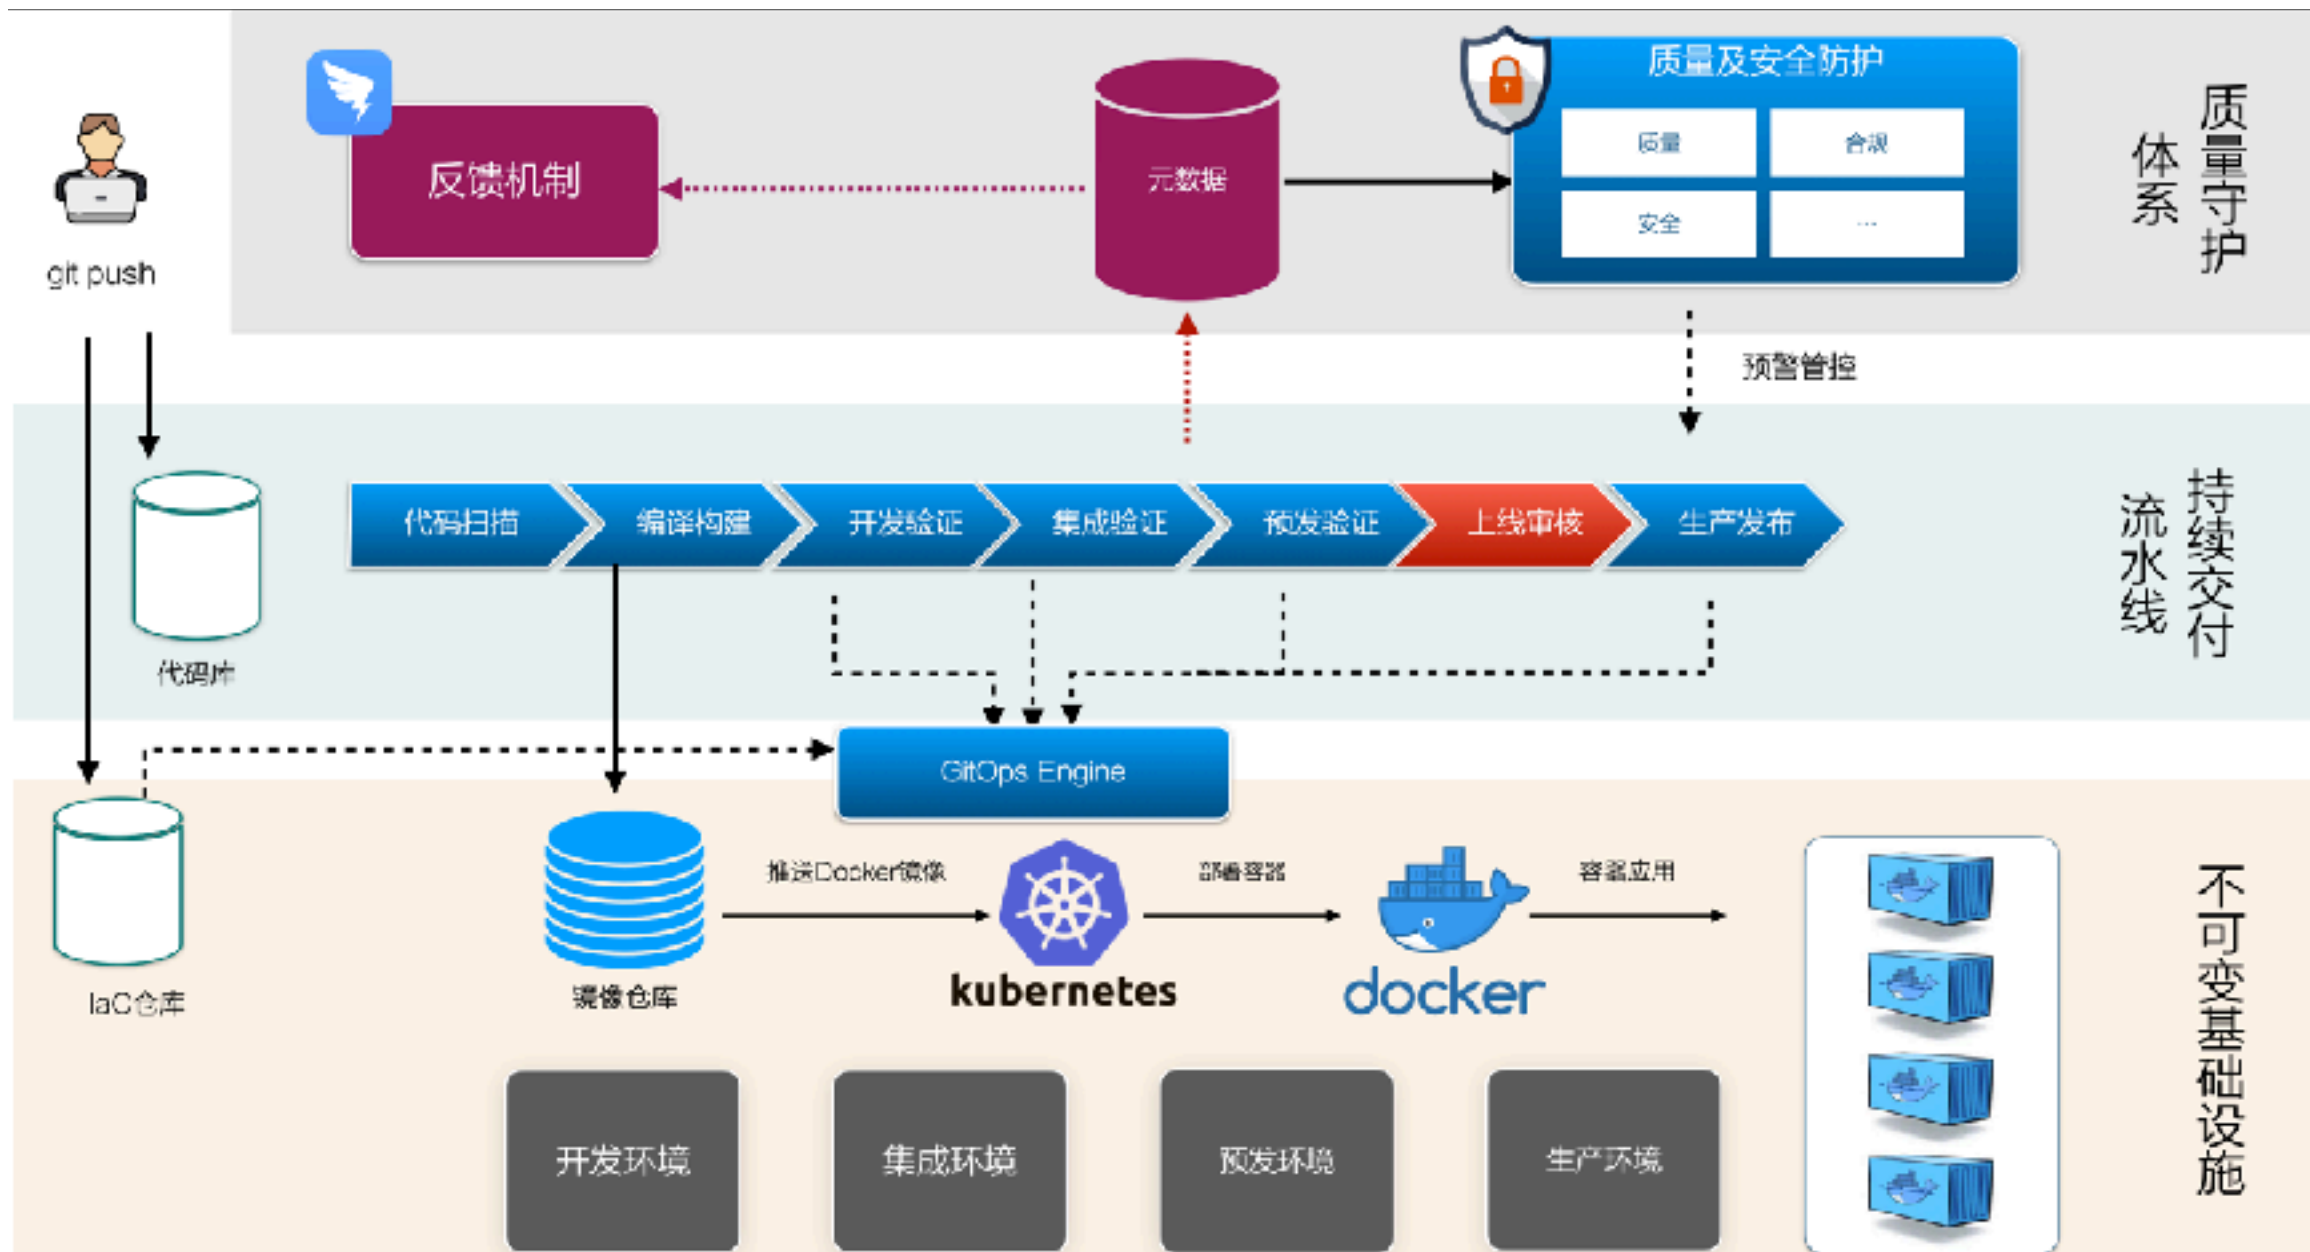 质量及安全防护
质量
合规
安全
...
反馈机制
元数据
质量守护
体系
git push
预警管控
代码扫描
编译构建
开发验证
集成验证
预发验证
上线审核
生产发布
持续交付
流水线
代码库
GitOps Engine
推送Docker镜像
部署容器
容器应用
kubernetes
docker
IaC仓库
镜像仓库
不可变基础设施
开发环境
集成环境
预发环境
生产环境